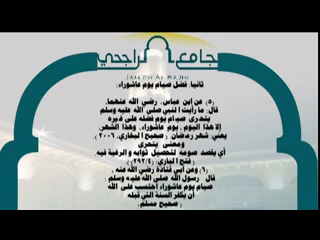 جامع الراجحي
JAMEH AL RAJHI
ثانيا: فضل صيام يوم عاشوراء:
(٥) عن ابن عباس، رضي الله عنهما،
قال: ما رأيت النبي صلى الله عليه وسلم
يتحرى صيام يوم فضله على غيره
إلا هذا اليوم، يوم عاشوراء، وهذا الشهر،
يعني: شهر رمضان. (صحيح البخاري، ٢٠٠٦)
ومعنى يتحرى
أي يقصد صومه لتحصيل ثوابه و الرغبة فيه
( فتح الباري ٢٩٢/٤)
٦) وعن أبي قتادة رضي الله عنه ,
قال : رسول الله صلى الله عليه وسلم :
صيام يوم عاشوراء أحتسب على الله
أن يكفر السنة التي قبله
(صحيح مسلم)